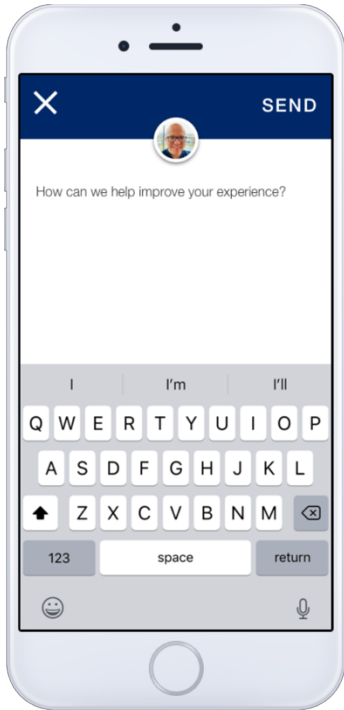 SEND
How can we help improve your experience?
I I'm I'll
Q W E R T Y U I O P
A S D F G H J K L
Z X C V B N M
123 space return